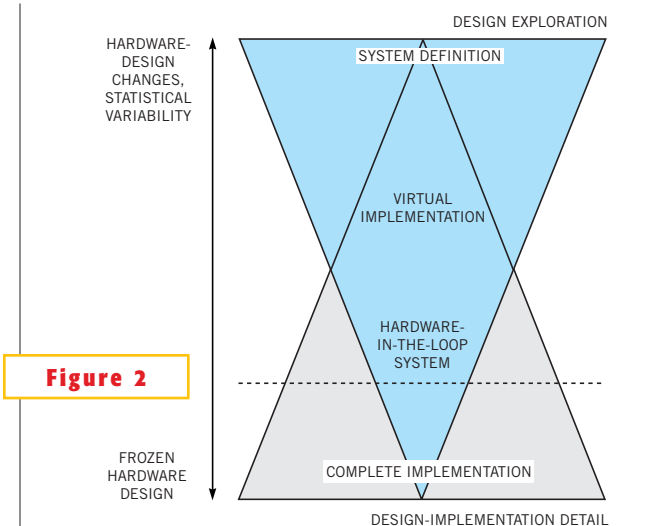 DESIGN EXPLORATION
HARDWARE-
DESIGN
CHANGES,
STATISTICAL
VARIABILITY
SYSTEM DEFINITION
VIRTUAL
IMPLEMENTATION
HARDWARE-
IN-THE-LOOP
SYSTEM
Figure 2
FROZEN
HARDWARE
DESIGN
COMPLETE IMPLEMENTATION
DESIGN-IMPLEMENTATION DETAIL